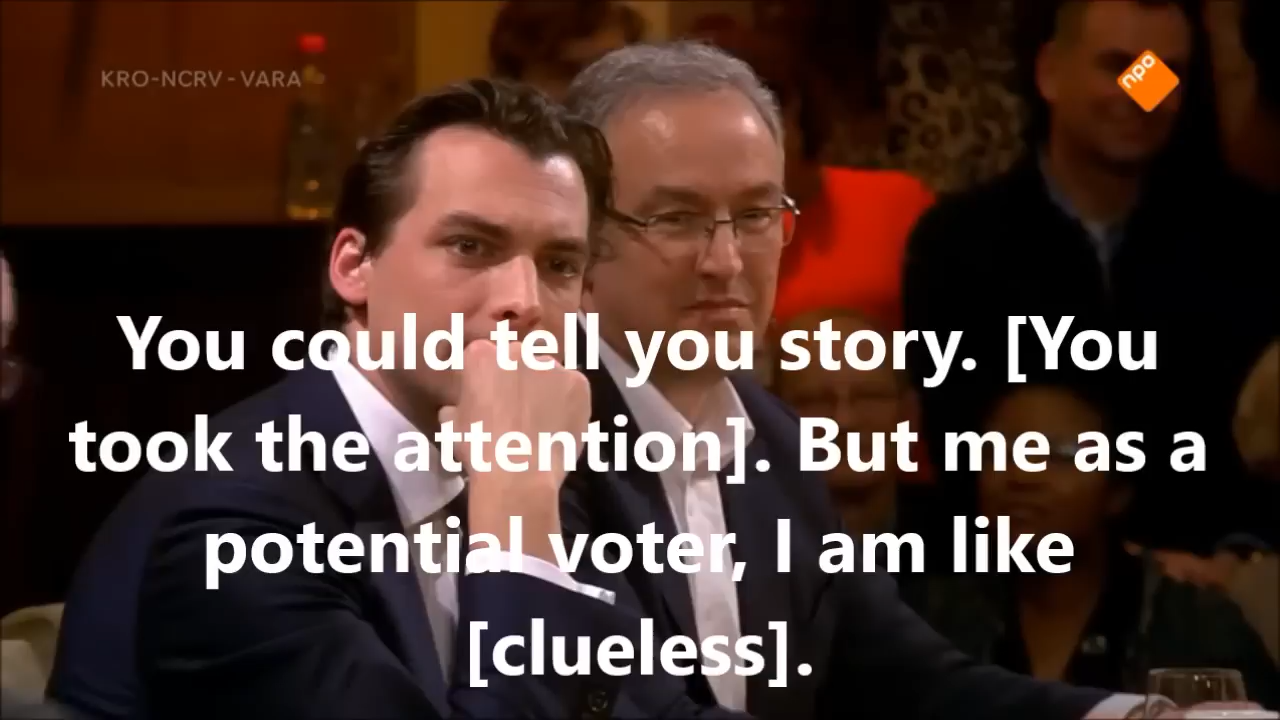 KRO-NCRV - VARA
npo
You could tell you story. [You
took the attention]. But me as a
potential voter, I am like
[clueless].